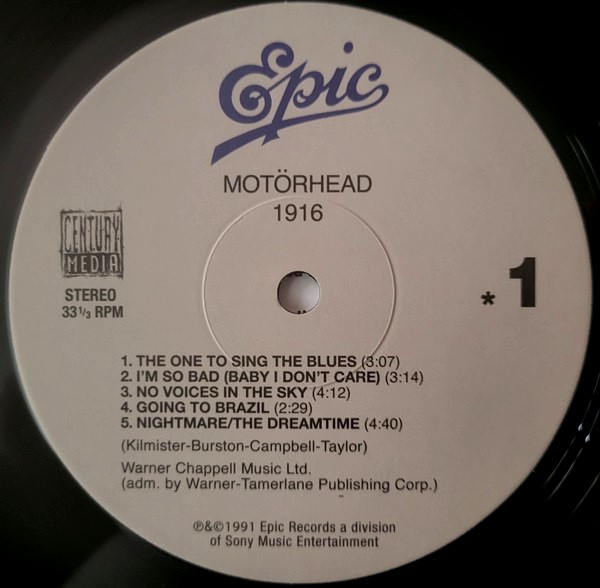 Epic
MOTÖRHEAD
1916
CENTURY
MEDIA
STEREO
33 1/3 RPM
* 1
1. THE ONE TO SING THE BLUES (3:07)
2. I'M SO BAD (BABY I DON'T CARE) (3:14)
3. NO VOICES IN THE SKY (4:12)
4. GOING TO BRAZIL (2:29)
5. NIGHTMARE/THE DREAMTIME (4:40)
(Kilmister-Burston-Campbell-Taylor)
Warner Chappell Music Ltd.
(adm. by Warner-Tamerlane Publishing Corp.)
℗&©1991 Epic Records a division
of Sony Music Entertainment